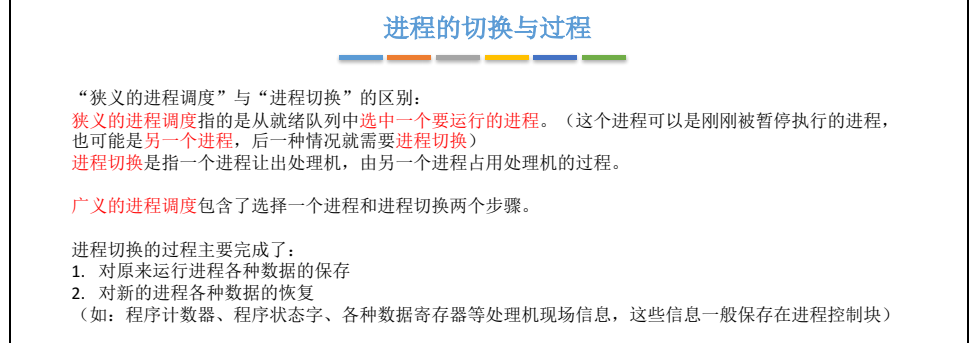 进程的切换与过程
“狭义的进程调度”与“进程切换”的区别：
狭义的进程调度指的是从就绪队列中选中一个要运行的进程。（这个进程可以是刚刚被暂停执行的进程，
也可能是另一个进程，后一种情况就需要进程切换）
进程切换是指一个进程让出处理机，由另一个进程占用处理机的过程。
广义的进程调度包含了选择一个进程和进程切换两个步骤。
进程切换的过程主要完成了：
1. 对原来运行进程各种数据的保存
2. 对新的进程各种数据的恢复
（如：程序计数器、程序状态字、各种数据寄存器等处理机现场信息，这些信息一般保存在进程控制块）